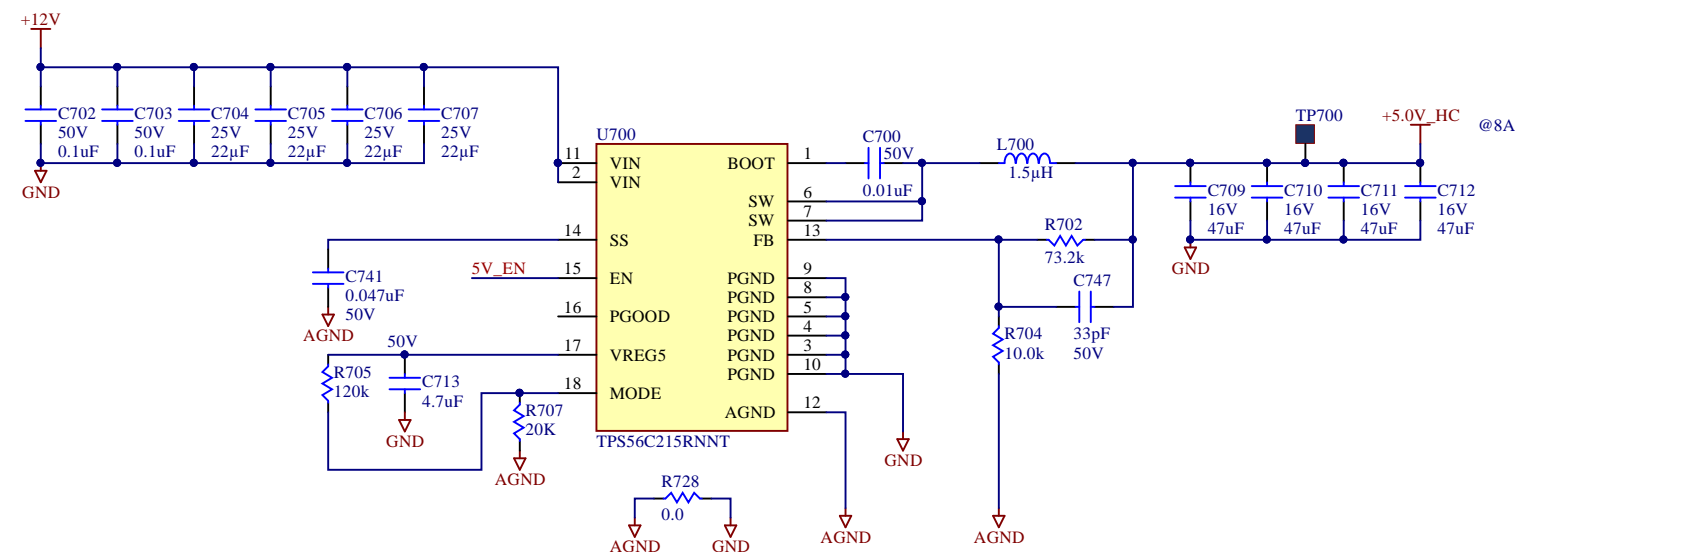 +12V
C702
50V
0.1uF
C703
50V
0.1uF
C704
25V
22µF
C705
25V
22µF
C706
25V
22µF
C707
25V
22µF
GND
U700
11 VIN
2 VIN
14 SS
15 EN
16 PGOOD
17 VREG5
18 MODE
BOOT 1
SW 6
SW 7
FB 13
PGND 9
PGND 8
PGND 5
PGND 4
PGND 3
PGND 10
AGND 12
TPS56C215RNNT
C741
0.047uF
50V
AGND
5V_EN
50V
R705
120k
C713
4.7uF
GND
R707
20K
AGND
R728
0.0
AGND
GND
C700
50V
0.01uF
L700
1.5µH
R702
73.2k
C747
33pF
50V
R704
10.0k
GND
AGND
AGND
TP700
+5.0V_HC
@8A
C709
16V
47uF
C710
16V
47uF
C711
16V
47uF
C712
16V
47uF
GND